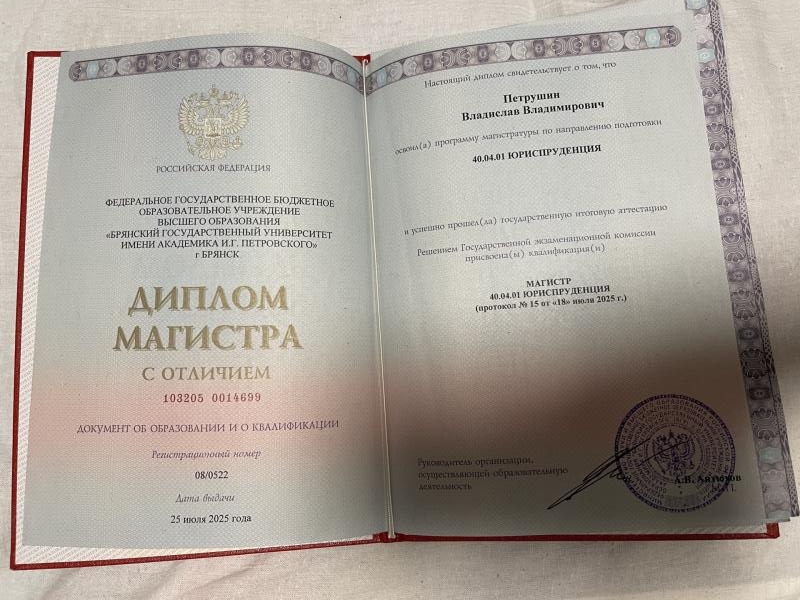 РОССИЙСКАЯ ФЕДЕРАЦИЯ
ФЕДЕРАЛЬНОЕ ГОСУДАРСТВЕННОЕ БЮДЖЕТНОЕ
ОБРАЗОВАТЕЛЬНОЕ УЧРЕЖДЕНИЕ
ВЫСШЕГО ОБРАЗОВАНИЯ
«БРЯНСКИЙ ГОСУДАРСТВЕННЫЙ УНИВЕРСИТЕТ
ИМЕНИ АКАДЕМИКА И.Г. ПЕТРОВСКОГО»
г БРЯНСК
ДИПЛОМ
МАГИСТРА
С ОТЛИЧИЕМ
103205 0014699
ДОКУМЕНТ ОБ ОБРАЗОВАНИИ И О КВАЛИФИКАЦИИ
Регистрационный номер
08/0522
Дата выдачи
25 июля 2025 года
Настоящий диплом свидетельствует о том, что
Петрушин
Владислав Владимирович
освоил(а) программу магистратуры по направлению подготовки
40.04.01 ЮРИСПРУДЕНЦИЯ
и успешно прошел(ла) государственную итоговую аттестацию
Решением Государственной экзаменационной комиссии
присвоена(ы) квалификация(и)
МАГИСТР
40.04.01 ЮРИСПРУДЕНЦИЯ
(протокол № 15 от «18» июля 2025 г.)
Руководитель организации,
осуществляющей образовательную
деятельность
А.В. Антюхов